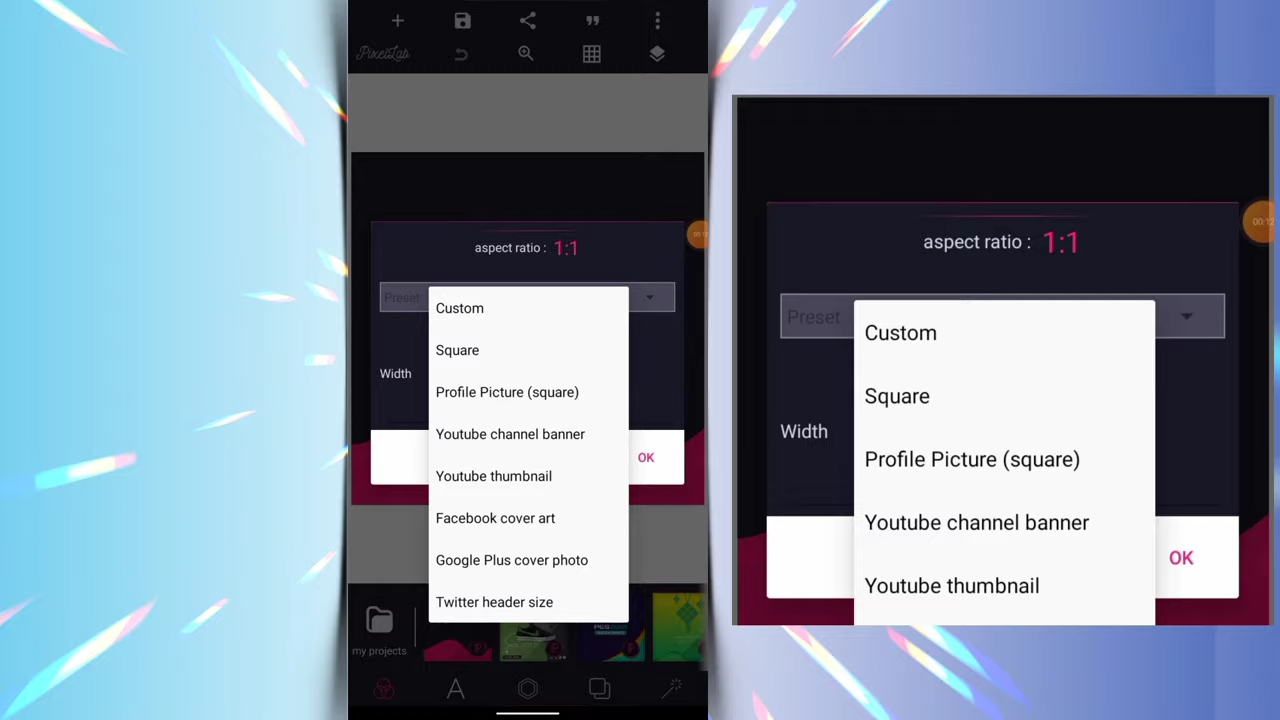 PixelLab
aspect ratio : 1:1
Preset
Custom
Square
Profile Picture (square)
Width
Youtube channel banner
OK
Youtube thumbnail
Facebook cover art
Google Plus cover photo
Twitter header size
my projects
aspect ratio : 1:1
00:12
Preset
Custom
Square
Width
Profile Picture (square)
Youtube channel banner
OK
Youtube thumbnail